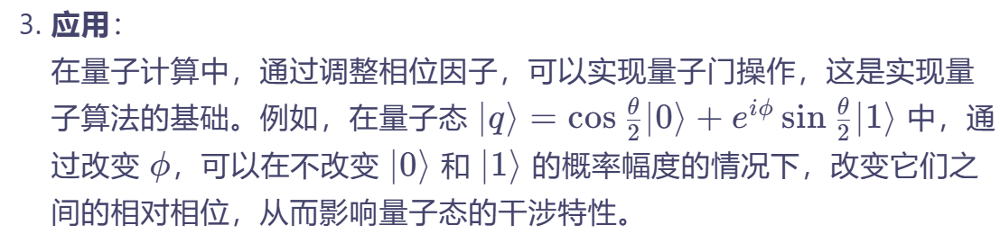 3. 应用：
在量子计算中，通过调整相位因子，可以实现量子门操作，这是实现量
子算法的基础。例如，在量子态 $|q\rangle = \cos\frac{\theta}{2}|0\rangle + e^{i\phi}\sin\frac{\theta}{2}|1\rangle$ 中，通
过改变 $\phi$，可以在不改变 $|0\rangle$ 和 $|1\rangle$ 的概率幅度的情况下，改变它们之
间的相对相位，从而影响量子态的干涉特性。